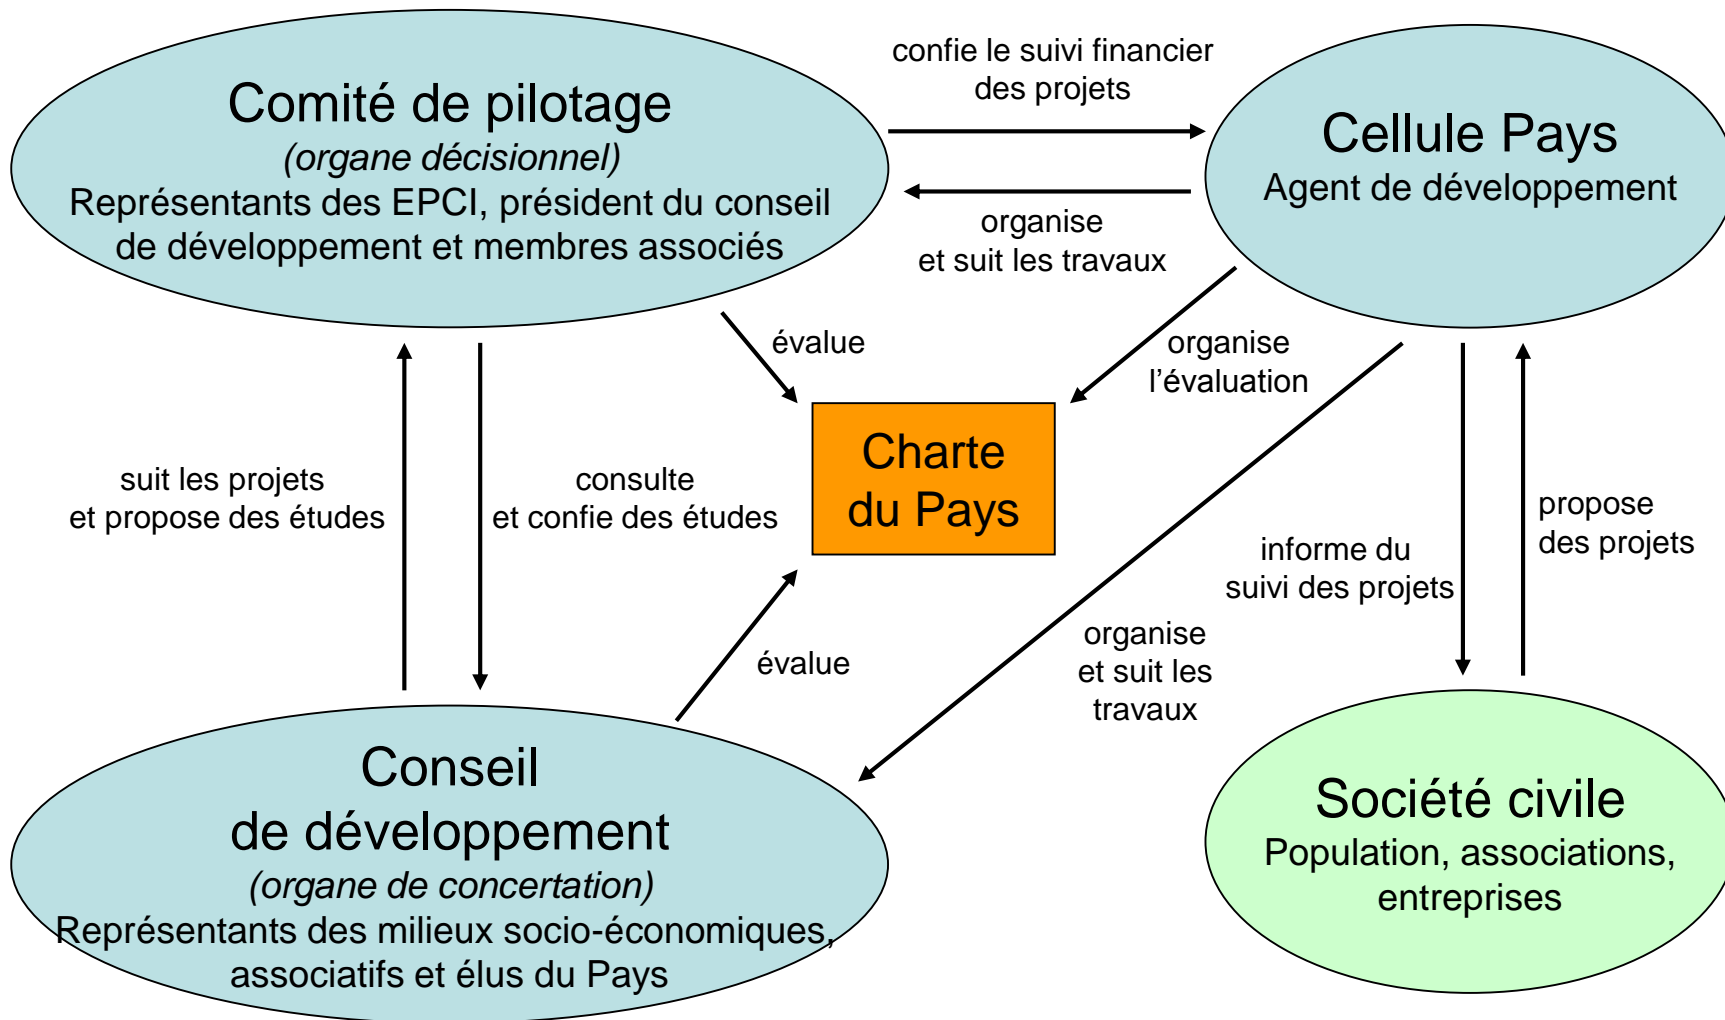 Comité de pilotage
(organe décisionnel)
Représentants des EPCI, président du conseil
de développement et membres associés
confie le suivi financier
des projets
Cellule Pays
Agent de développement
organise
et suit les travaux
évalue
organise
l’évaluation
Charte
du Pays
suit les projets
et propose des études
consulte
et confie des études
propose
des projets
informe du
suivi des projets
organise
et suit les
travaux
évalue
Conseil
de développement
(organe de concertation)
Représentants des milieux socio-économiques,
associatifs et élus du Pays
Société civile
Population, associations,
entreprises